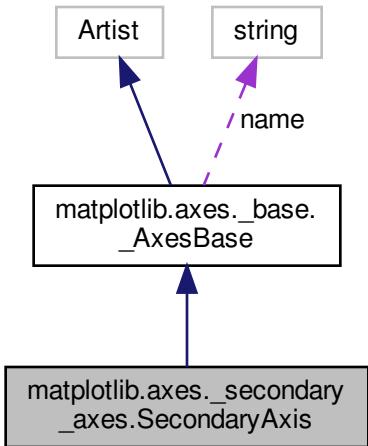 Artist
string
name
matplotlib.axes._base.
_AxesBase
matplotlib.axes._secondary
_axes.SecondaryAxis